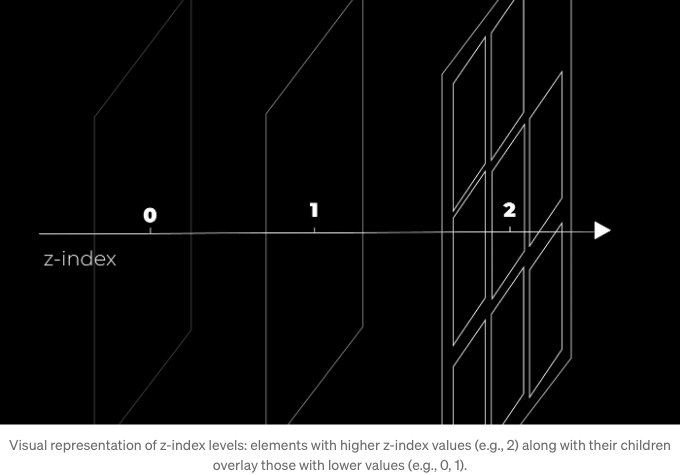 0
1
2
z-index
Visual representation of z-index levels: elements with higher z-index values (e.g., 2) along with their children
overlay those with lower values (e.g., 0, 1).